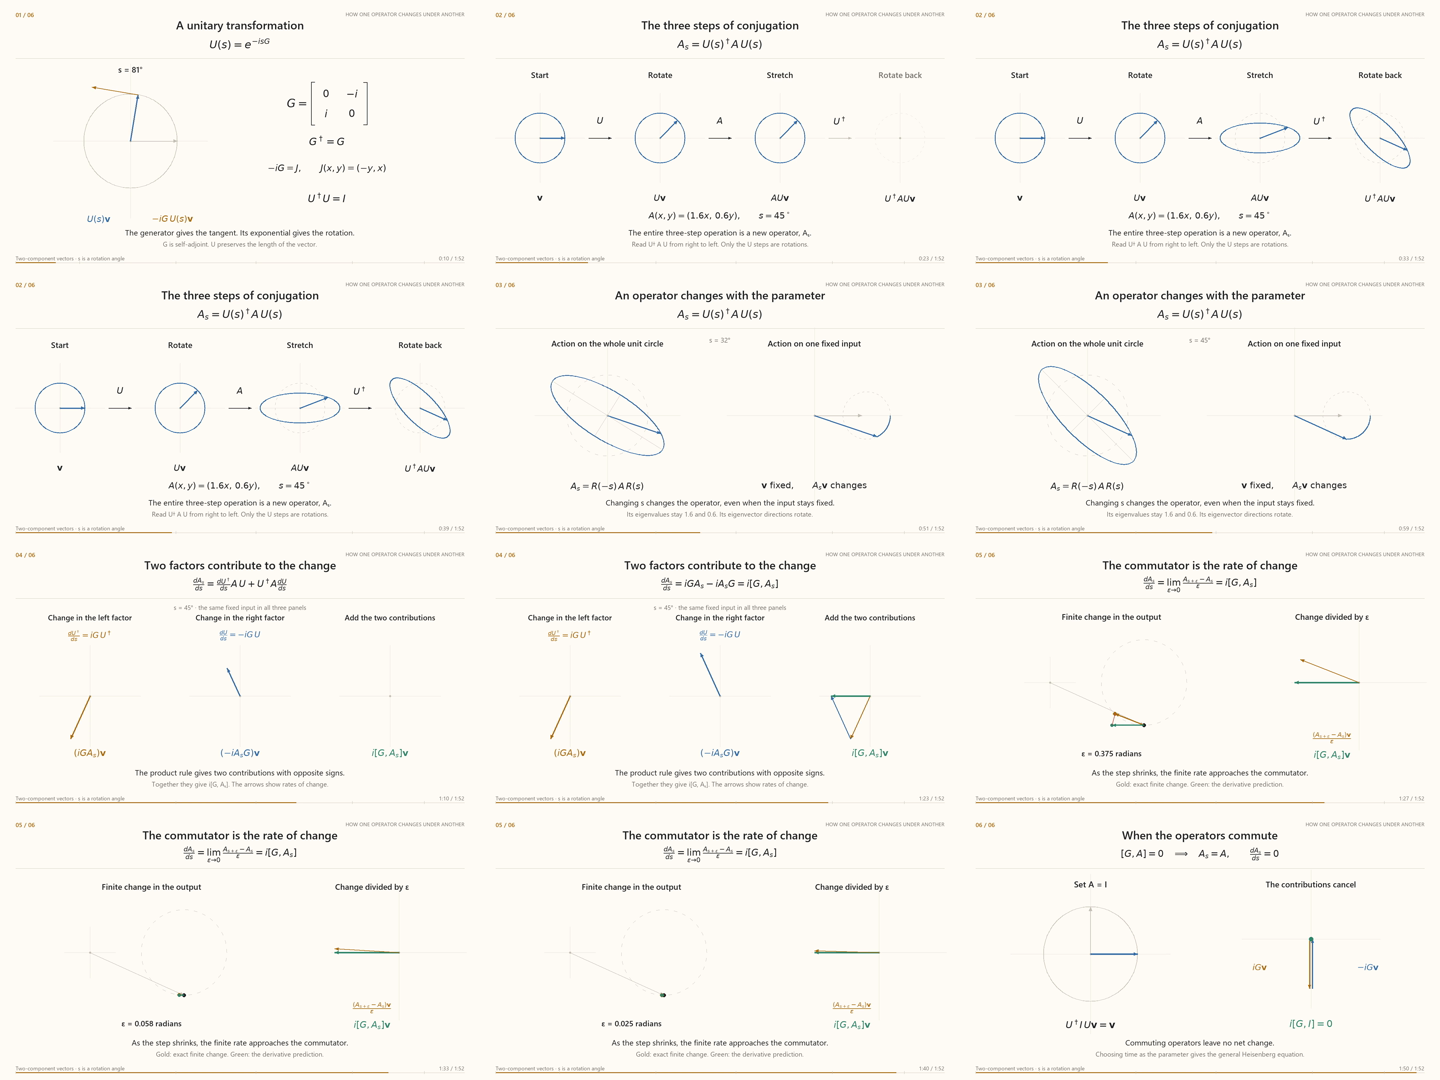 01 / 06
HOW ONE OPERATOR CHANGES UNDER ANOTHER
A unitary transformation
U(s) = e^{−isG}
s = 81°
G = [ 0 −i
i 0 ]
G† = G
−iG = J, J(x, y) = (−y, x)
U†U = I
U(s)v −iG U(s)v
The generator gives the tangent. Its exponential gives the rotation.
G is self-adjoint. U preserves the length of the vector.
Two-component vectors · s is a rotation angle
0:10 / 1:52
02 / 06
HOW ONE OPERATOR CHANGES UNDER ANOTHER
The three steps of conjugation
A_s = U(s)†A U(s)
Start Rotate Stretch Rotate back
U A U†
v Uv AUv U†AUv
A(x, y) = (1.6x, 0.6y), s = 45°
The entire three-step operation is a new operator, Aₛ.
Read U† A U from right to left. Only the U steps are rotations.
Two-component vectors · s is a rotation angle
0:23 / 1:52
02 / 06
HOW ONE OPERATOR CHANGES UNDER ANOTHER
The three steps of conjugation
A_s = U(s)†A U(s)
Start Rotate Stretch Rotate back
U A U†
v Uv AUv U†AUv
A(x, y) = (1.6x, 0.6y), s = 45°
The entire three-step operation is a new operator, Aₛ.
Read U† A U from right to left. Only the U steps are rotations.
Two-component vectors · s is a rotation angle
0:33 / 1:52
02 / 06
HOW ONE OPERATOR CHANGES UNDER ANOTHER
The three steps of conjugation
A_s = U(s)†A U(s)
Start Rotate Stretch Rotate back
U A U†
v Uv AUv U†AUv
A(x, y) = (1.6x, 0.6y), s = 45°
The entire three-step operation is a new operator, Aₛ.
Read U† A U from right to left. Only the U steps are rotations.
Two-component vectors · s is a rotation angle
0:39 / 1:52
03 / 06
HOW ONE OPERATOR CHANGES UNDER ANOTHER
An operator changes with the parameter
A_s = U(s)†A U(s)
Action on the whole unit circle s = 32° Action on one fixed input
A_s = R(−s) A R(s) v fixed, A_s v changes
Changing s changes the operator, even when the input stays fixed.
Its eigenvalues stay 1.6 and 0.6. Its eigenvector directions rotate.
Two-component vectors · s is a rotation angle
0:51 / 1:52
03 / 06
HOW ONE OPERATOR CHANGES UNDER ANOTHER
An operator changes with the parameter
A_s = U(s)†A U(s)
Action on the whole unit circle s = 45° Action on one fixed input
A_s = R(−s) A R(s) v fixed, A_s v changes
Changing s changes the operator, even when the input stays fixed.
Its eigenvalues stay 1.6 and 0.6. Its eigenvector directions rotate.
Two-component vectors · s is a rotation angle
0:59 / 1:52
04 / 06
HOW ONE OPERATOR CHANGES UNDER ANOTHER
Two factors contribute to the change
dA_s/ds = dU†/ds A U + U†A dU/ds
s = 45° · the same fixed input in all three panels
Change in the left factor Change in the right factor Add the two contributions
dU†/ds = iG U† dU/ds = −iG U
(iGA_s)v (−iA_sG)v i[G, A_s]v
The product rule gives two contributions with opposite signs.
Together they give i[G, Aₛ]. The arrows show rates of change.
Two-component vectors · s is a rotation angle
1:10 / 1:52
04 / 06
HOW ONE OPERATOR CHANGES UNDER ANOTHER
Two factors contribute to the change
dA_s/ds = iGA_s − iA_sG = i[G, A_s]
s = 45° · the same fixed input in all three panels
Change in the left factor Change in the right factor Add the two contributions
dU†/ds = iG U† dU/ds = −iG U
(iGA_s)v (−iA_sG)v i[G, A_s]v
The product rule gives two contributions with opposite signs.
Together they give i[G, Aₛ]. The arrows show rates of change.
Two-component vectors · s is a rotation angle
1:23 / 1:52
05 / 06
HOW ONE OPERATOR CHANGES UNDER ANOTHER
The commutator is the rate of change
dA_s/ds = lim_{ε→0} (A_{s+ε} − A_s)/ε = i[G, A_s]
Finite change in the output Change divided by ε
(A_{s+ε} − A_s)v/ε
ε = 0.375 radians i[G, A_s]v
As the step shrinks, the finite rate approaches the commutator.
Gold: exact finite change. Green: the derivative prediction.
Two-component vectors · s is a rotation angle
1:27 / 1:52
05 / 06
HOW ONE OPERATOR CHANGES UNDER ANOTHER
The commutator is the rate of change
dA_s/ds = lim_{ε→0} (A_{s+ε} − A_s)/ε = i[G, A_s]
Finite change in the output Change divided by ε
(A_{s+ε} − A_s)v/ε
ε = 0.058 radians i[G, A_s]v
As the step shrinks, the finite rate approaches the commutator.
Gold: exact finite change. Green: the derivative prediction.
Two-component vectors · s is a rotation angle
1:33 / 1:52
05 / 06
HOW ONE OPERATOR CHANGES UNDER ANOTHER
The commutator is the rate of change
dA_s/ds = lim_{ε→0} (A_{s+ε} − A_s)/ε = i[G, A_s]
Finite change in the output Change divided by ε
(A_{s+ε} − A_s)v/ε
ε = 0.025 radians i[G, A_s]v
As the step shrinks, the finite rate approaches the commutator.
Gold: exact finite change. Green: the derivative prediction.
Two-component vectors · s is a rotation angle
1:40 / 1:52
06 / 06
HOW ONE OPERATOR CHANGES UNDER ANOTHER
When the operators commute
[G, A] = 0 ⟹ A_s = A, dA_s/ds = 0
Set A = I The contributions cancel
iGv −iGv
U†I Uv = v i[G, I] = 0
Commuting operators leave no net change.
Choosing time as the parameter gives the general Heisenberg equation.
Two-component vectors · s is a rotation angle
1:50 / 1:52